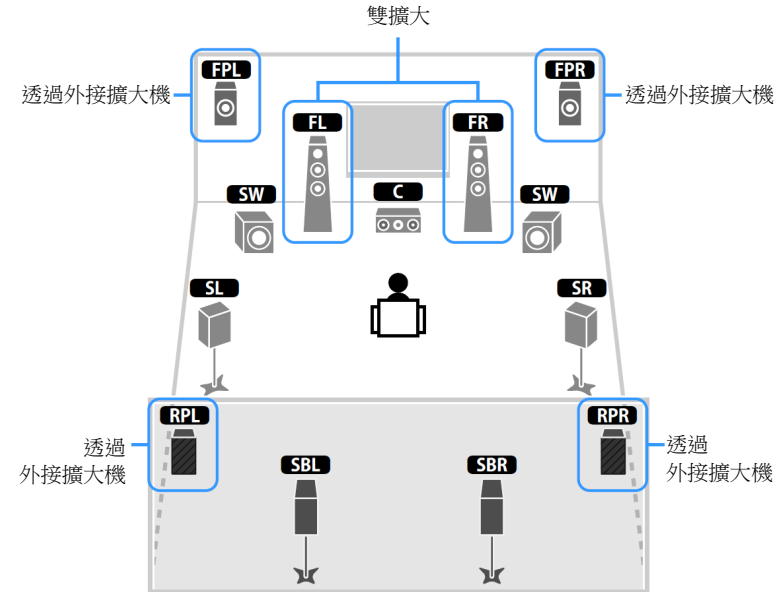 雙擴大
FPL
FPR
透過外接擴大機
透過外接擴大機
FL
FR
SW
C
SW
SL
SR
RPL
RPR
透過
外接擴大機
透過
外接擴大機
SBL
SBR